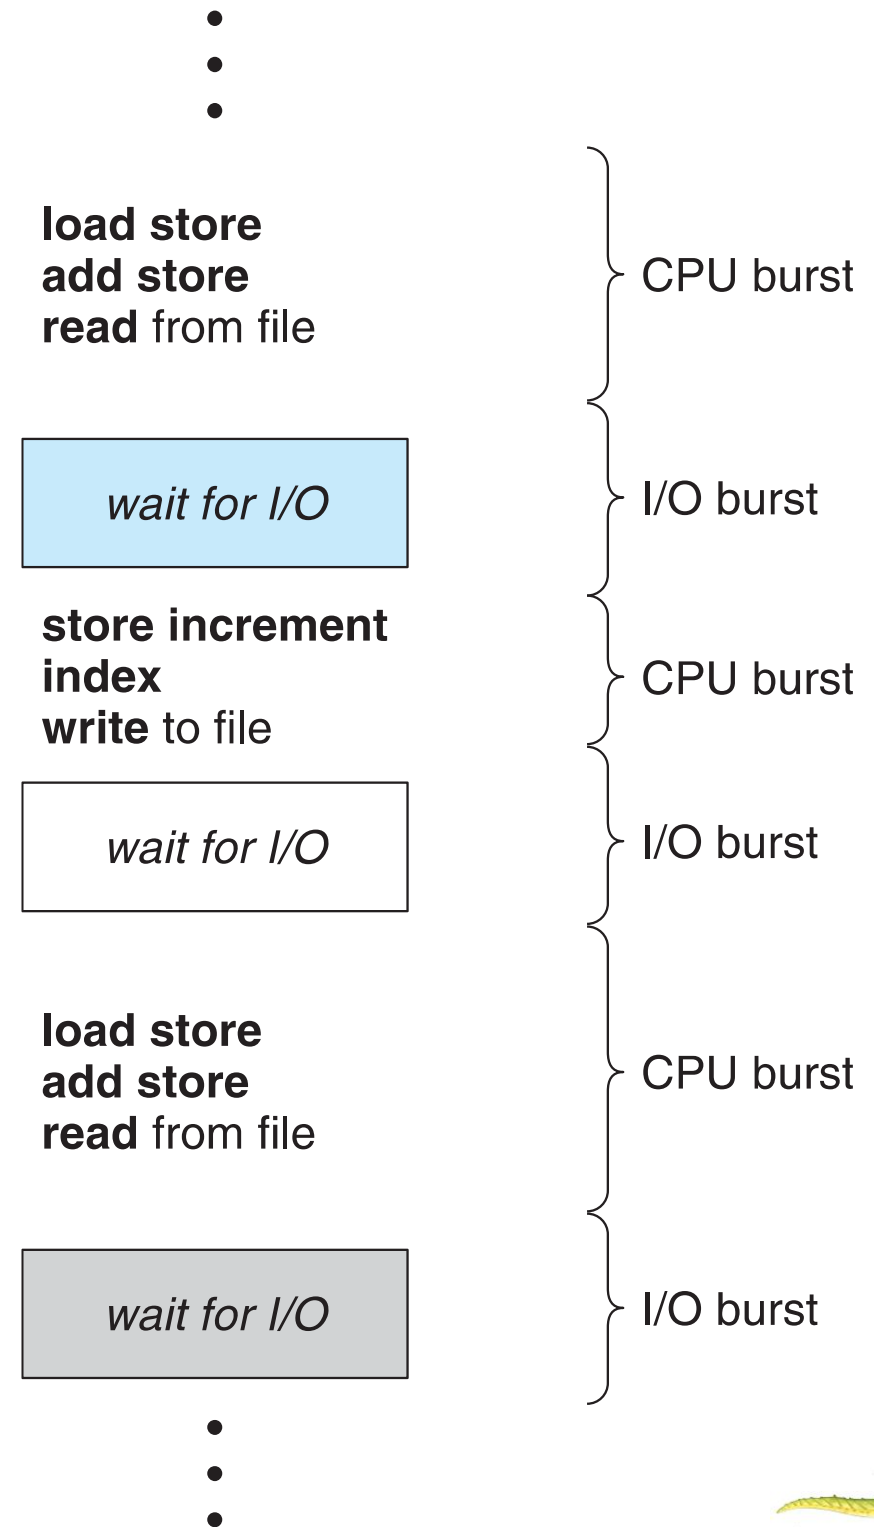 load store
add store
read from file
CPU burst
wait for I/O
I/O burst
store increment
index
write to file
CPU burst
wait for I/O
I/O burst
load store
add store
read from file
CPU burst
wait for I/O
I/O burst